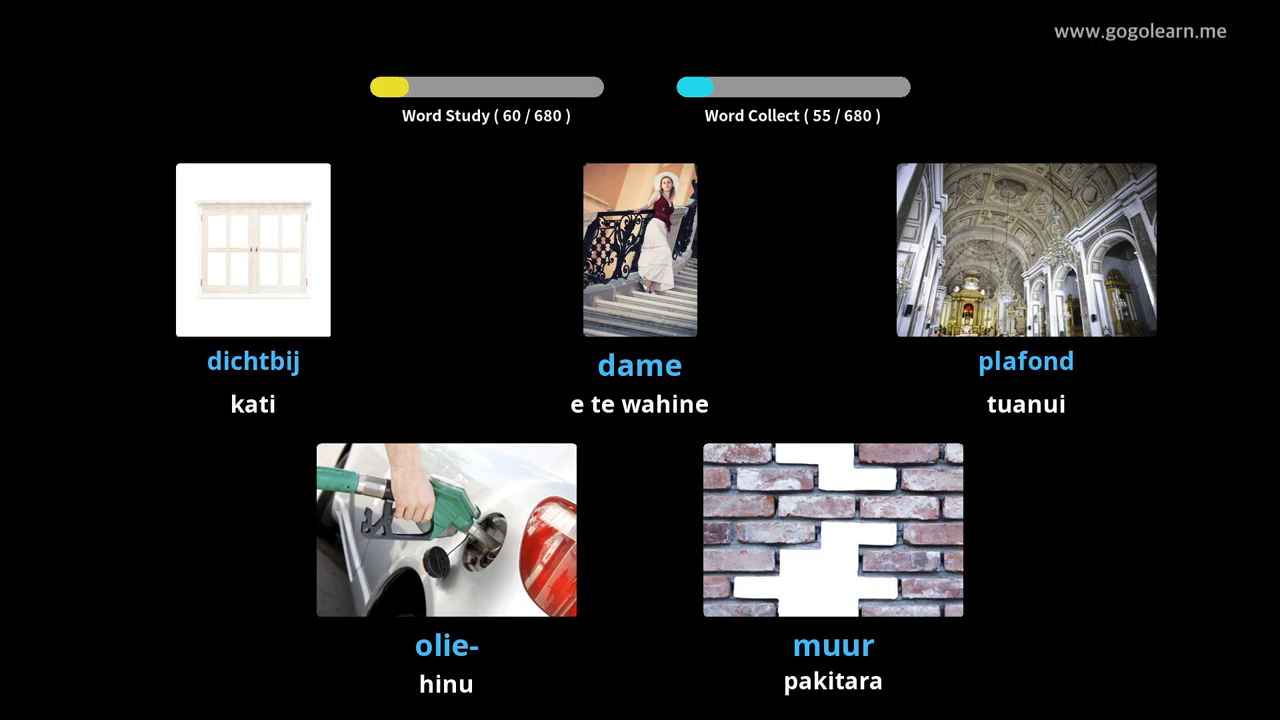 www.gogolearn.me
Word Study ( 60 / 680 )
Word Collect ( 55 / 680 )
dichtbij
kati
dame
e te wahine
plafond
tuanui
olie-
hinu
muur
pakitara